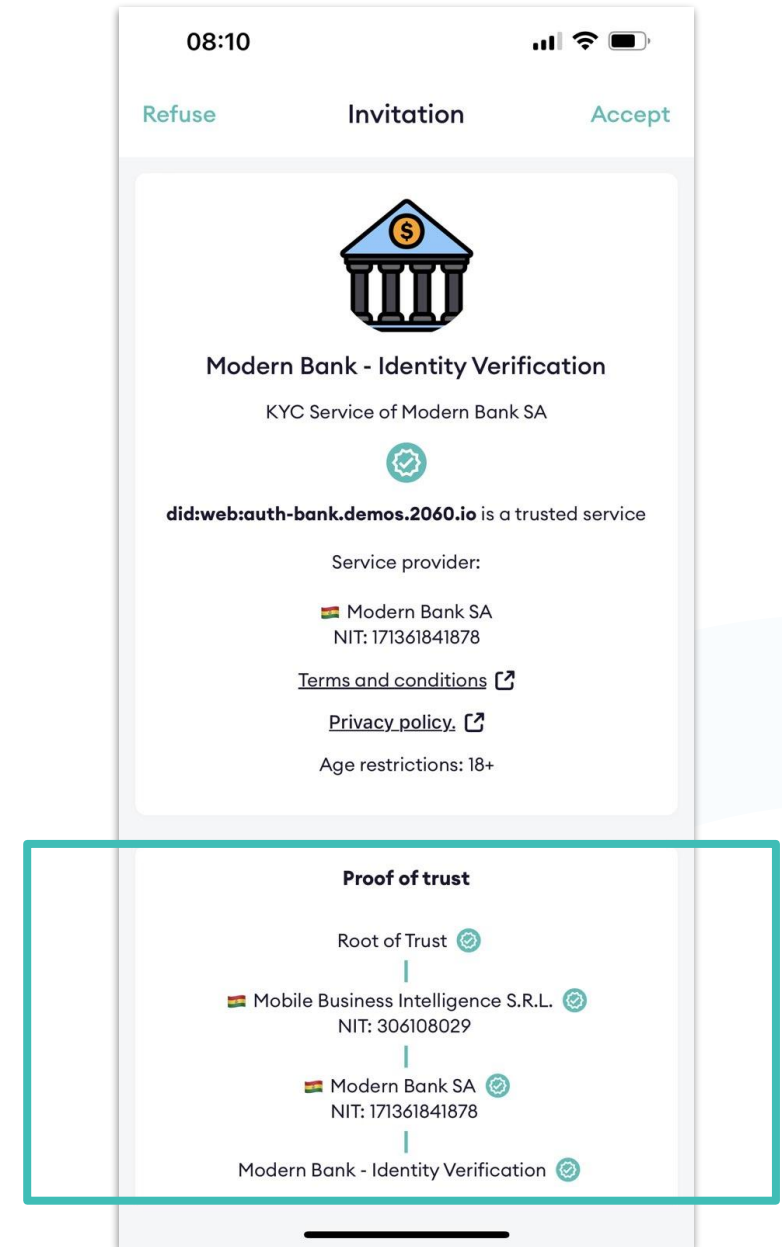 08:10
Refuse Invitation Accept
$
Modern Bank - Identity Verification
KYC Service of Modern Bank SA
did:web:auth-bank.demos.2060.io is a trusted service
Service provider:
🇧🇴 Modern Bank SA
NIT: 171361841878
Terms and conditions
Privacy policy.
Age restrictions: 18+
Proof of trust
Root of Trust
🇧🇴 Mobile Business Intelligence S.R.L.
NIT: 306108029
🇧🇴 Modern Bank SA
NIT: 171361841878
Modern Bank - Identity Verification